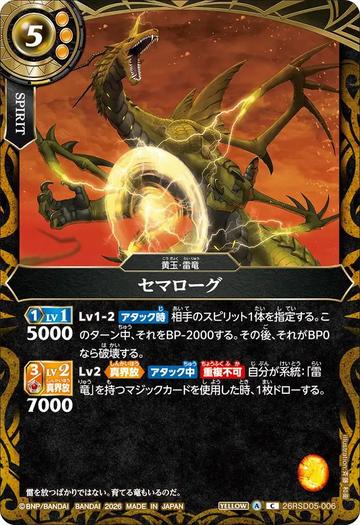 5
SPIRIT
黄玉・雷竜
セマローグ
1 LV1 5000
Lv1-2 アタック時 相手のスピリット1体を指定する。こ
のターン中、それをBP-2000する。その後、それがBP0
なら破壊する。
3 LV2 真界放 7000
Lv2 真界放 アタック中 重複不可 自分が系統:「雷
竜」を持つマジックカードを使用した時、1枚ドローする。
雷を放つばかりではない。育てる竜もいるのだ。
©BNP/BANDAI BANDAI 2026 MADE IN JAPAN
YELLOW A C 26RSD05-006